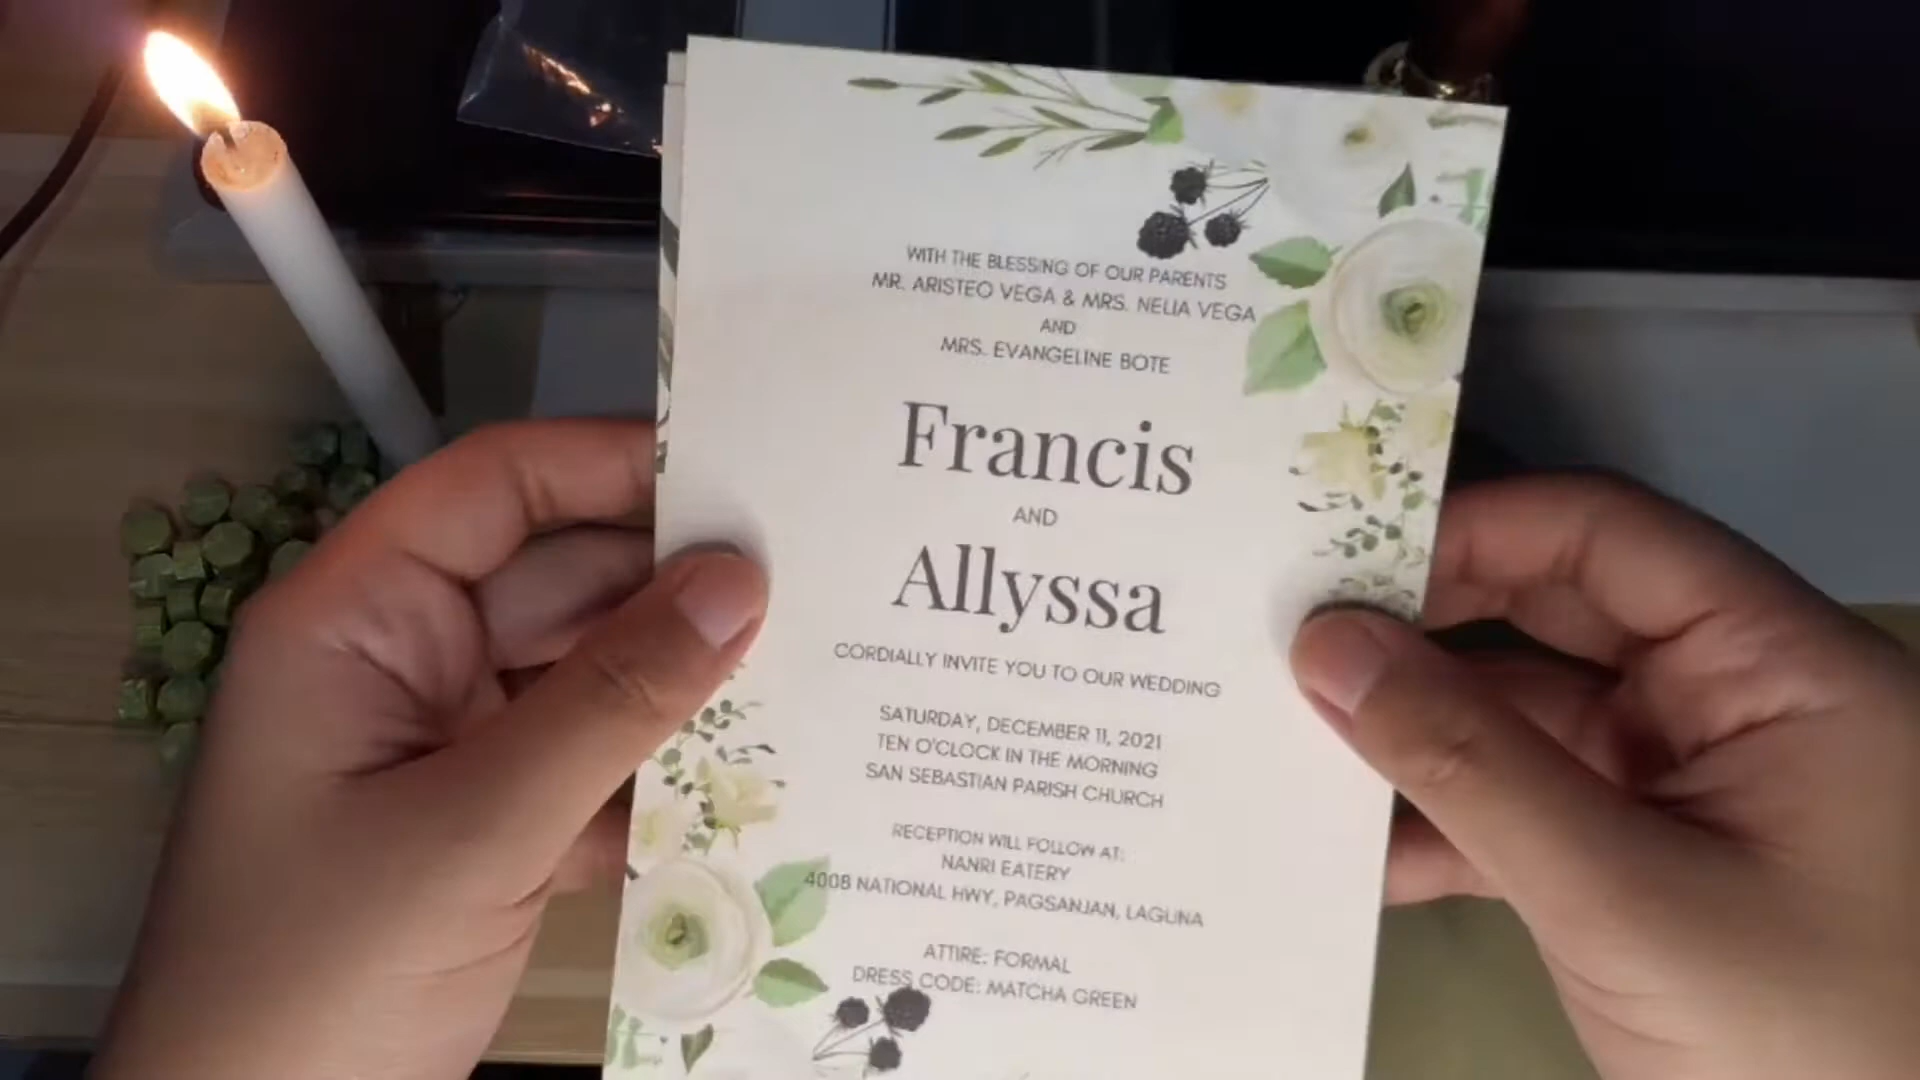 WITH THE BLESSING OF OUR PARENTS
MR. ARISTEO VEGA & MRS. NELIA VEGA
AND
MRS. EVANGELINE BOTE
Francis
AND
Allyssa
CORDIALLY INVITE YOU TO OUR WEDDING
SATURDAY, DECEMBER 11, 2021
TEN O'CLOCK IN THE MORNING
SAN SEBASTIAN PARISH CHURCH
RECEPTION WILL FOLLOW AT:
NANRI EATERY
4008 NATIONAL HWY, PAGSANJAN, LAGUNA
ATTIRE: FORMAL
DRESS CODE: MATCHA GREEN